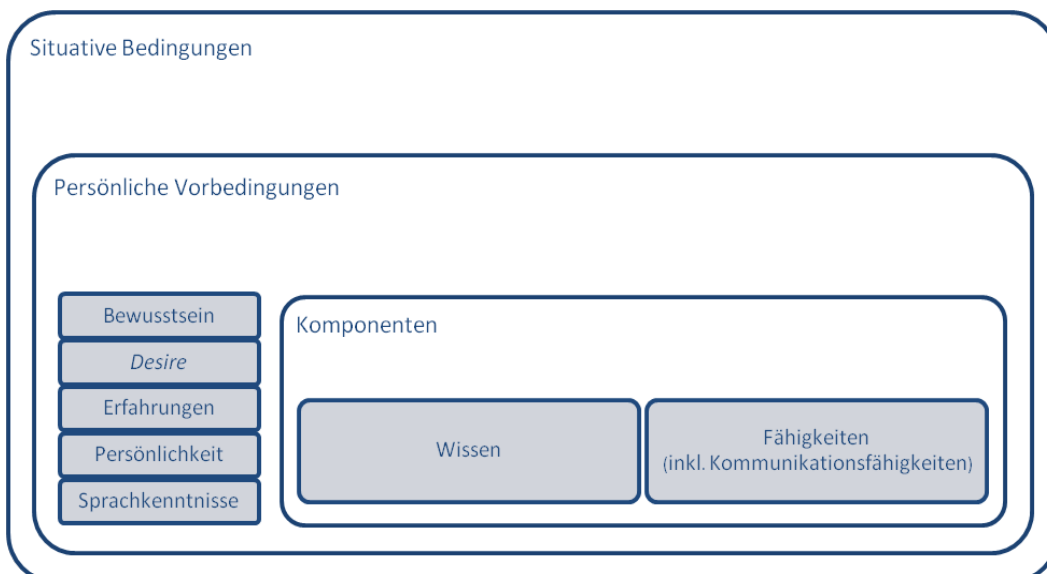 Situative Bedingungen
Persönliche Vorbedingungen
Bewusstsein
Desire
Erfahrungen
Persönlichkeit
Sprachkenntnisse
Komponenten
Wissen
Fähigkeiten
(inkl. Kommunikationsfähigkeiten)